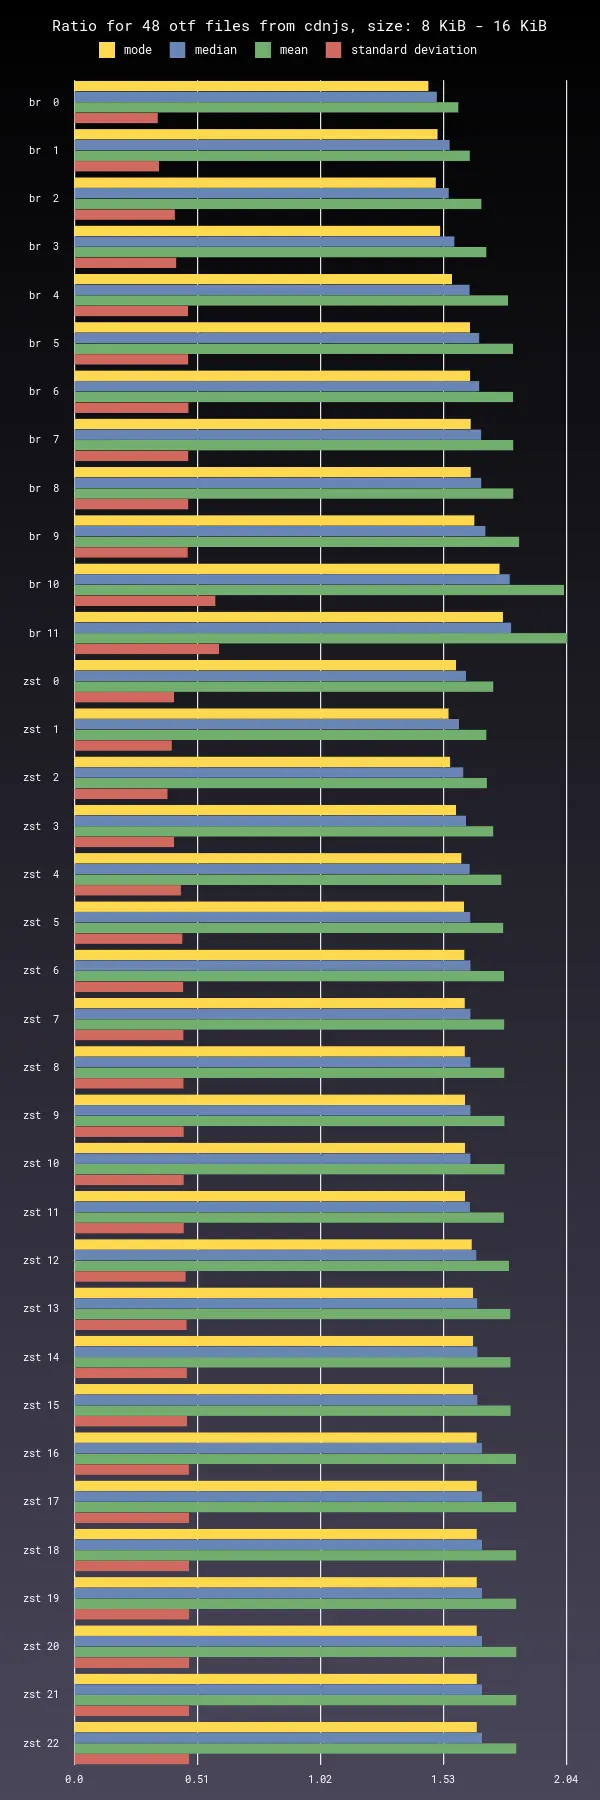 Ratio for 48 otf files from cdnjs, size: 8 KiB - 16 KiB
mode median mean standard deviation
br 0
br 1
br 2
br 3
br 4
br 5
br 6
br 7
br 8
br 9
br 10
br 11
zst 0
zst 1
zst 2
zst 3
zst 4
zst 5
zst 6
zst 7
zst 8
zst 9
zst 10
zst 11
zst 12
zst 13
zst 14
zst 15
zst 16
zst 17
zst 18
zst 19
zst 20
zst 21
zst 22
0.0 0.51 1.02 1.53 2.04